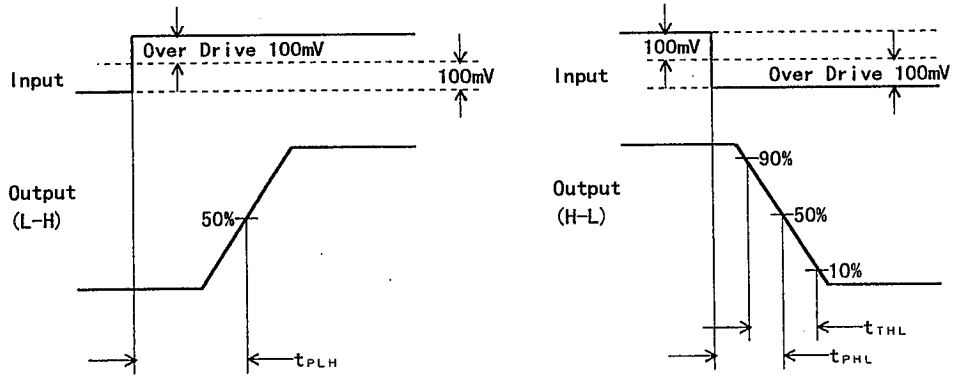 Over Drive 100mV
Input
100mV
Output
(L-H)
50%
tPLH
100mV
Input
Over Drive 100mV
90%
Output
(H-L)
50%
10%
tTHL
tPHL